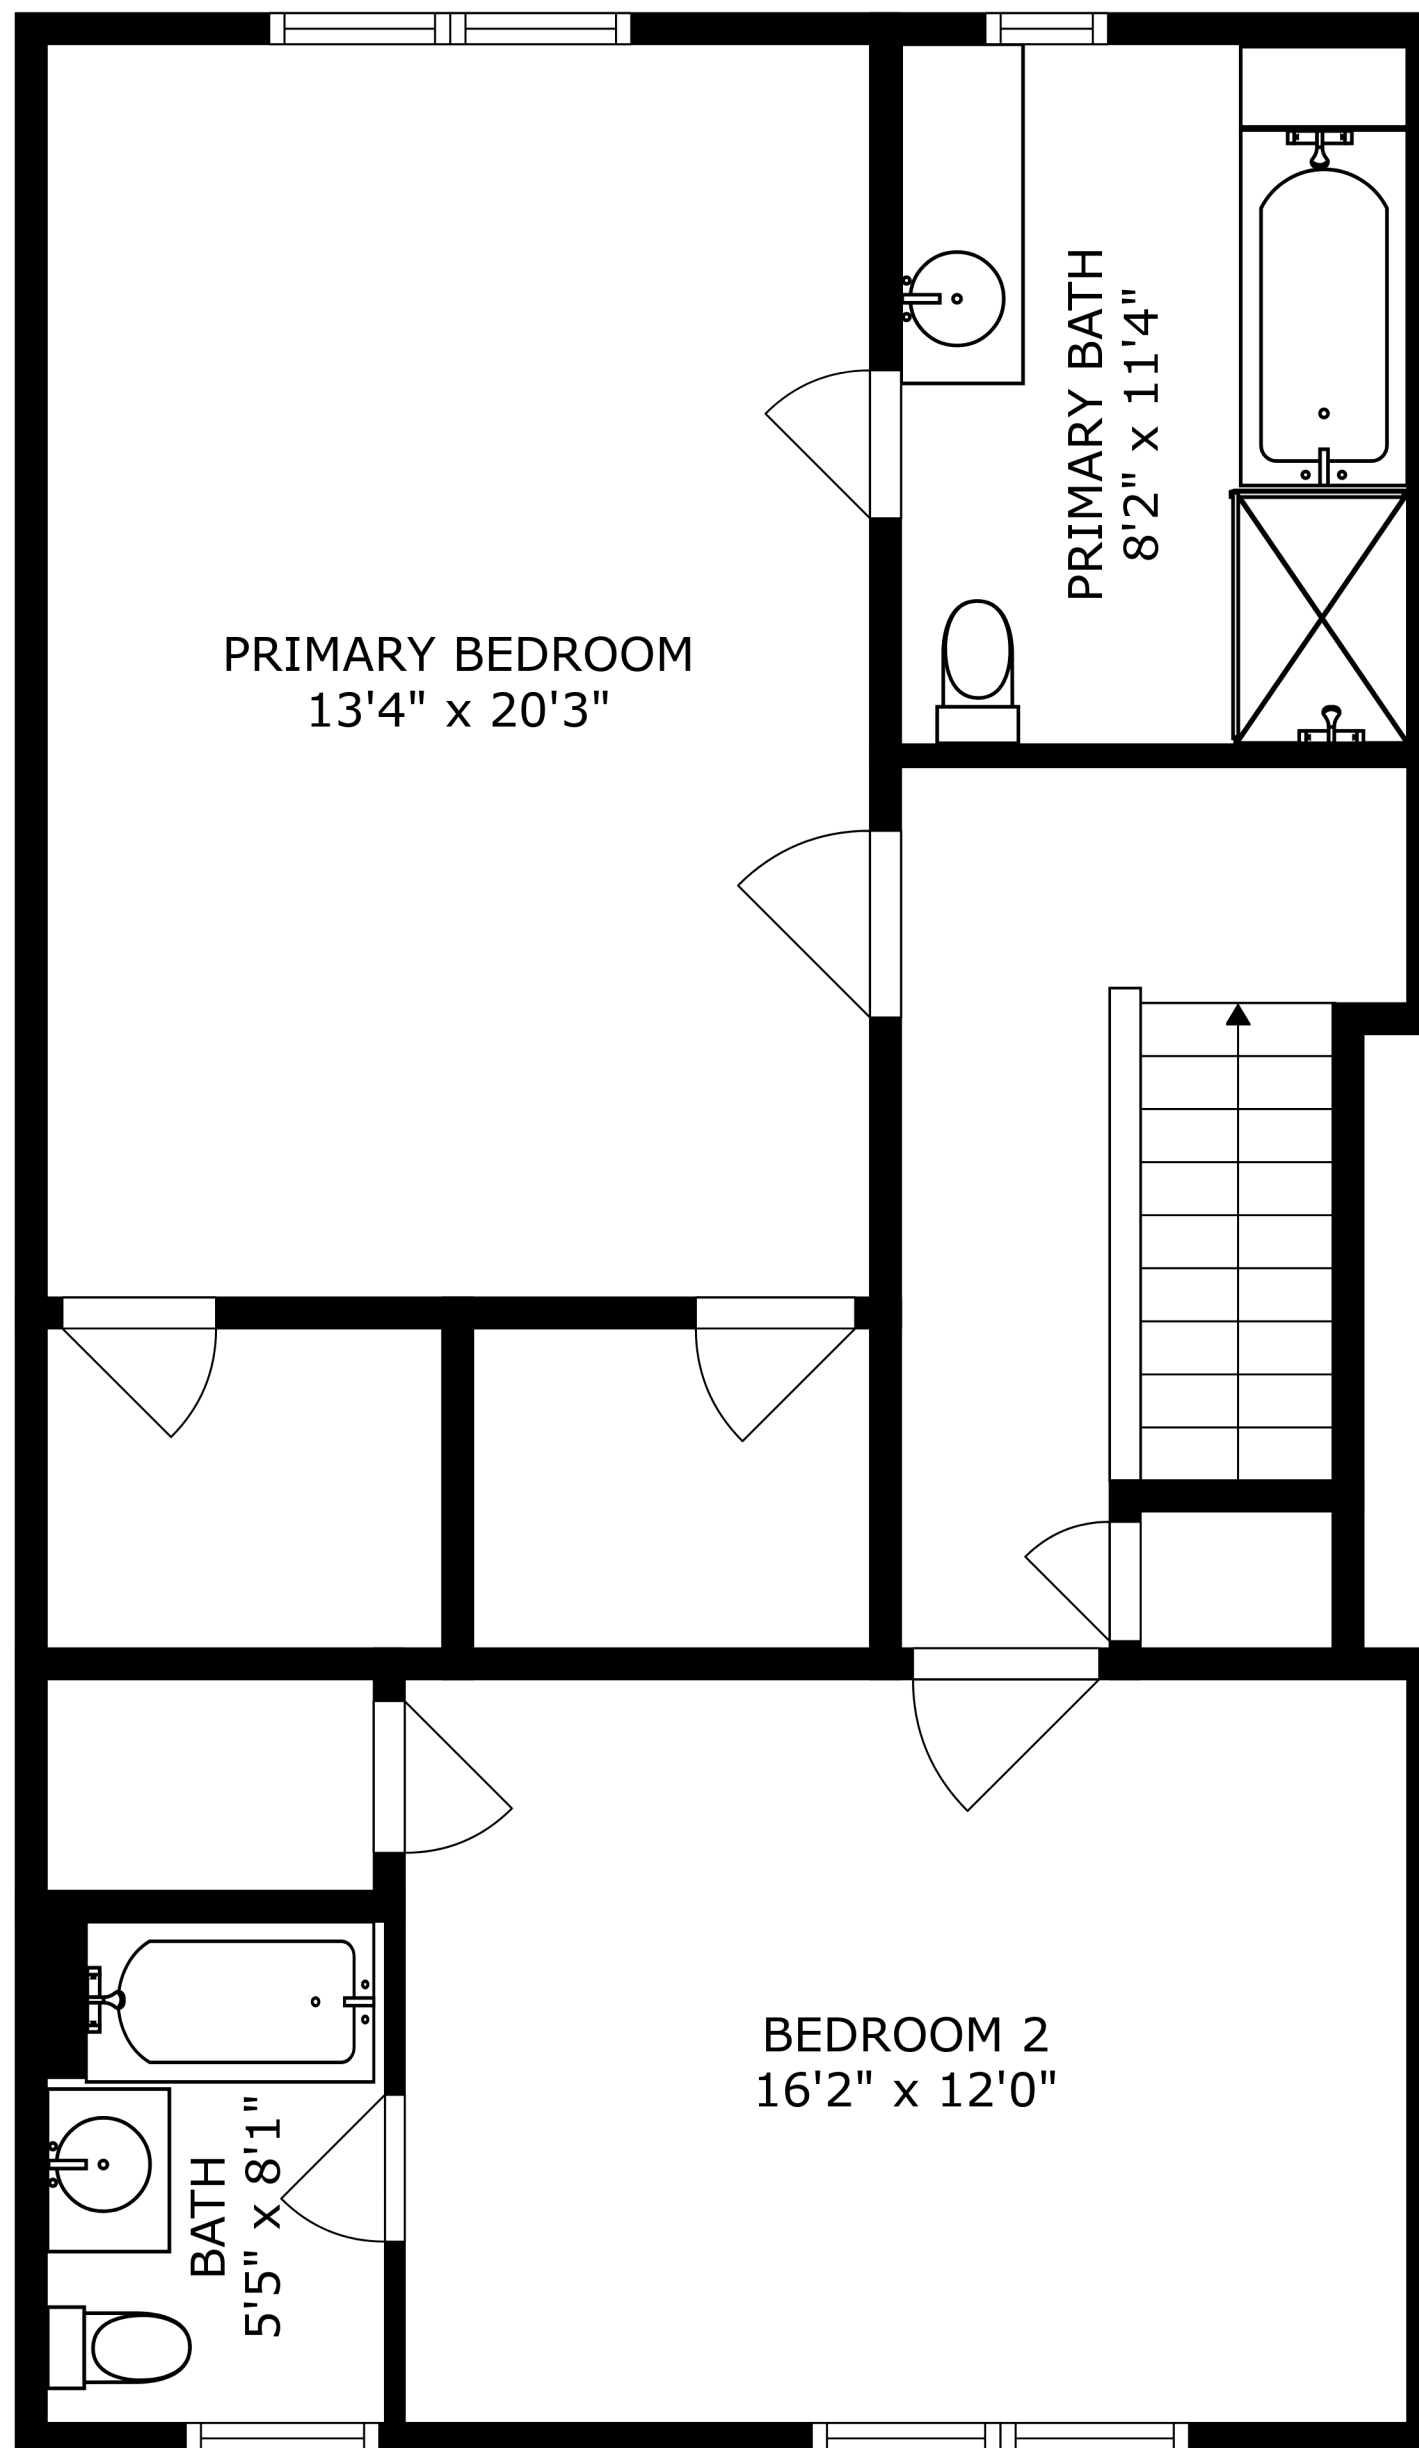 PRIMARY BATH
8'2" x 11'4"
PRIMARY BEDROOM
13'4" x 20'3"
BEDROOM 2
16'2" x 12'0"
BATH
5'5" x 8'1"